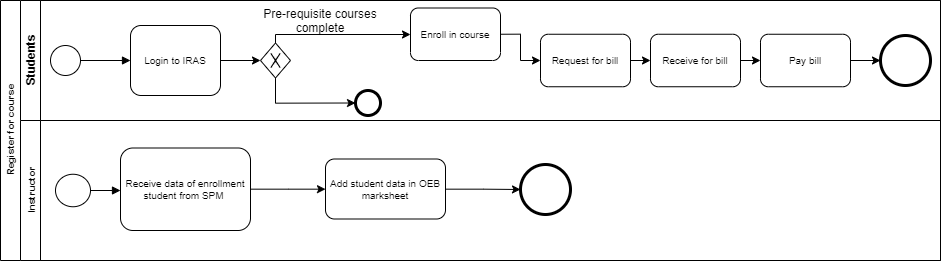 Register for course
Students
Login to IRAS
X
Pre-requisite courses
complete
Enroll in course
Request for bill
Receive for bill
Pay bill
Instructor
Receive data of enrollment
student from SPM
Add student data in OEB
marksheet